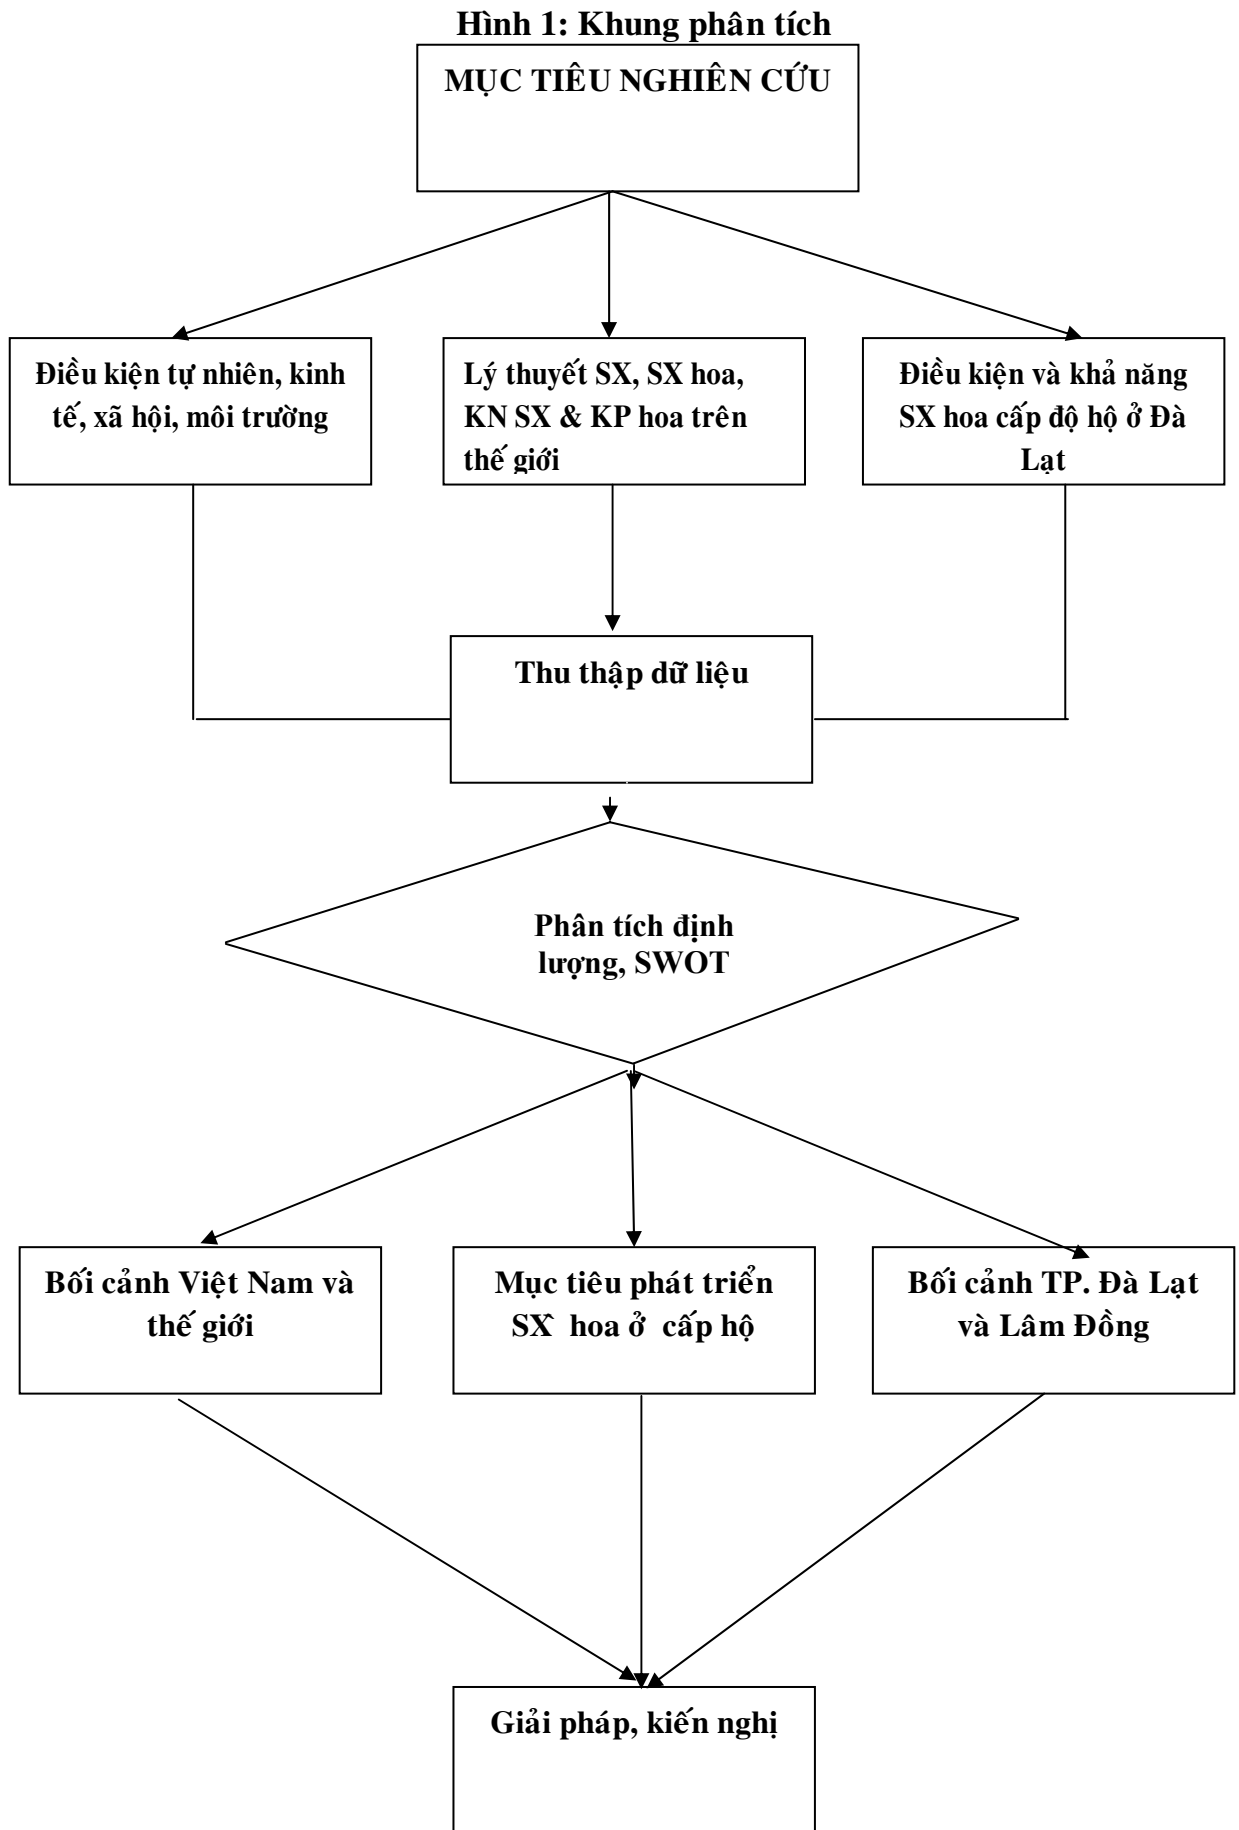 Hình 1: Khung phân tích
MỤC TIÊU NGHIÊN CỨU
Điều kiện tự nhiên, kinh
tế, xã hội, môi trường
Lý thuyết SX, SX hoa,
KN SX & KP hoa trên
thế giới
Điều kiện và khả năng
SX hoa cấp độ hộ ở Đà
Lạt
Thu thập dữ liệu
Phân tích định
lượng, SWOT
Bối cảnh Việt Nam và
thế giới
Mục tiêu phát triển
SX hoa ở cấp hộ
Bối cảnh TP. Đà Lạt
và Lâm Đồng
Giải pháp, kiến nghị